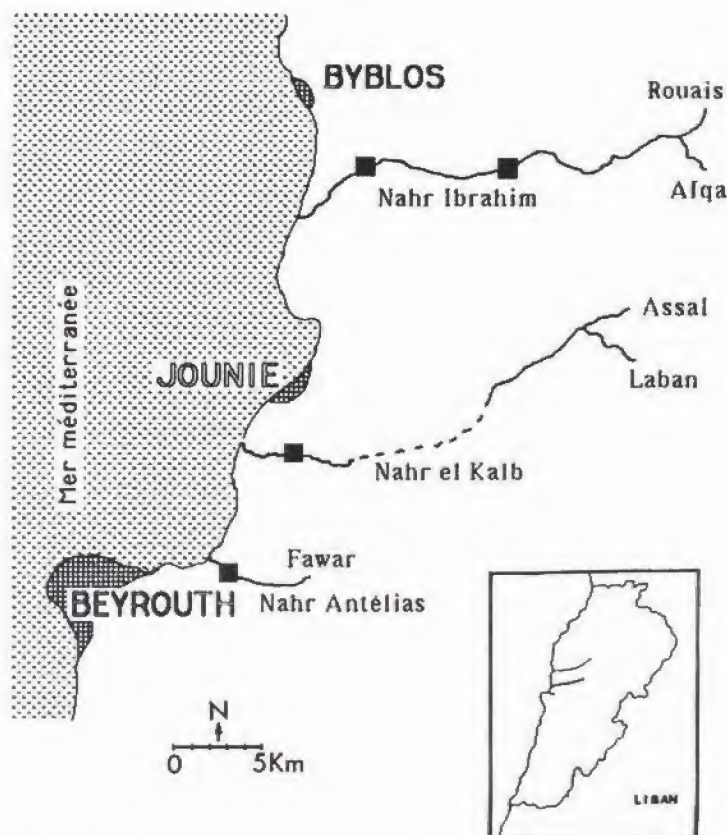 BYBLOS
Rouais
Nahr Ibrahim
Afqa
Mer méditerranée
Assal
JOUNIE
Laban
Nahr el Kalb
Fawar
BEYROUTH
Nahr Antélias
N
0 5Km
LIBAN